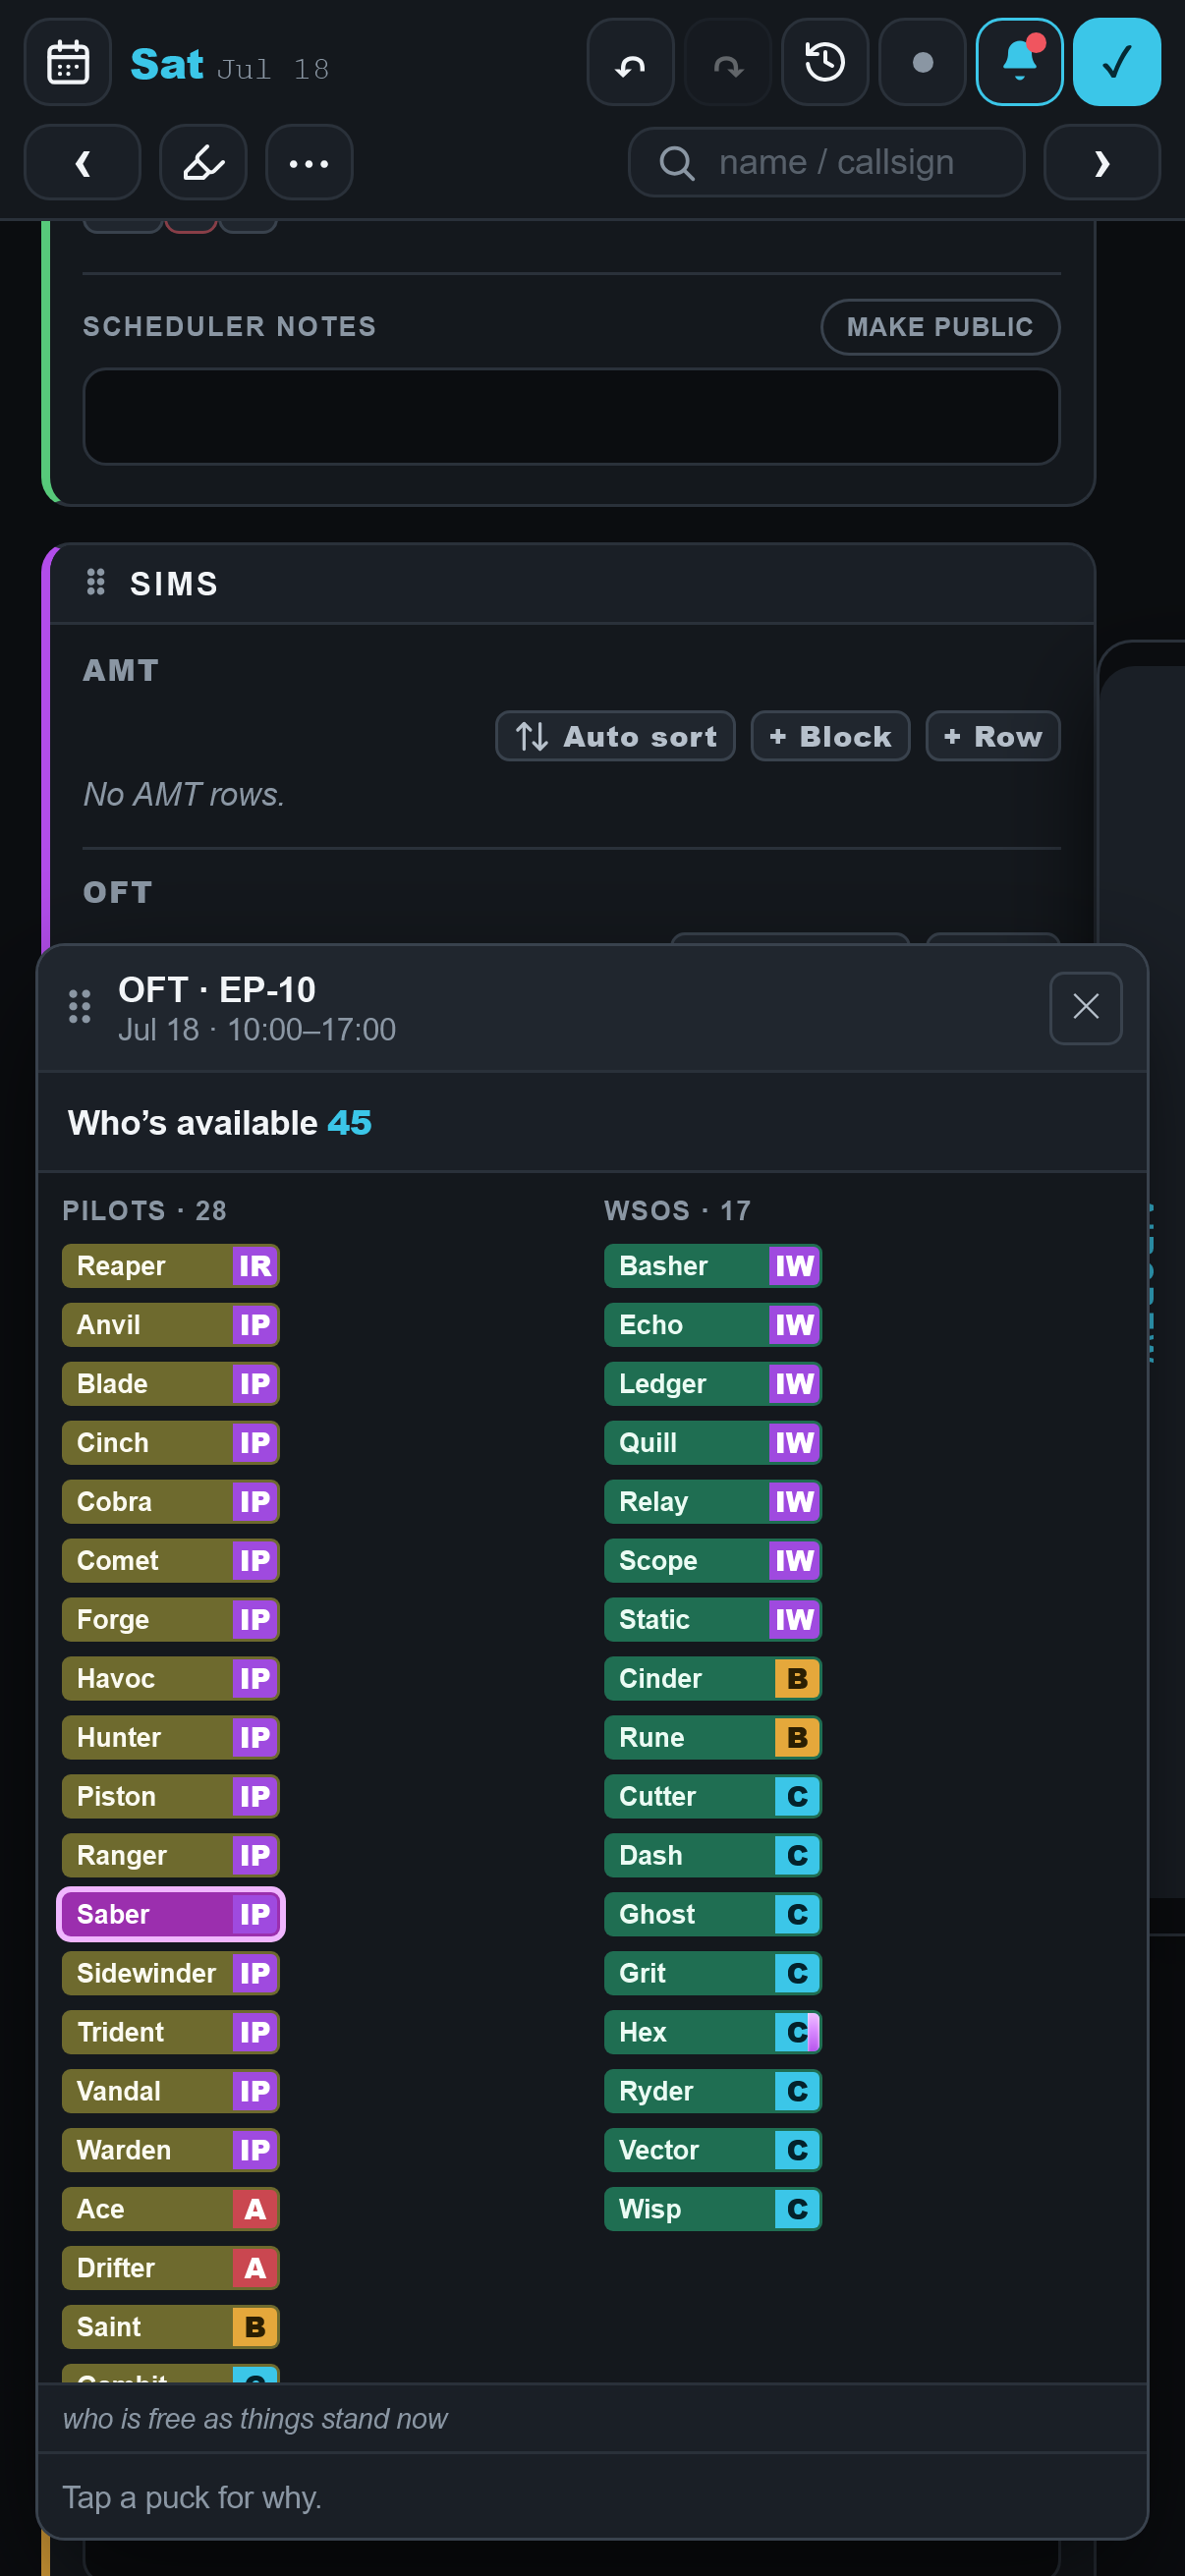 Sat Jul 18
name / callsign
SCHEDULER NOTES
MAKE PUBLIC
SIMS
AMT
Auto sort
+ Block
+ Row
No AMT rows.
OFT
OFT · EP-10
Jul 18 · 10:00–17:00
Who’s available 45
PILOTS · 28
Reaper IR
Anvil IP
Blade IP
Cinch IP
Cobra IP
Comet IP
Forge IP
Havoc IP
Hunter IP
Piston IP
Ranger IP
Saber IP
Sidewinder IP
Trident IP
Vandal IP
Warden IP
Ace A
Drifter A
Saint B
WSOS · 17
Basher IW
Echo IW
Ledger IW
Quill IW
Relay IW
Scope IW
Static IW
Cinder B
Rune B
Cutter C
Dash C
Ghost C
Grit C
Hex C
Ryder C
Vector C
Wisp C
who is free as things stand now
Tap a puck for why.